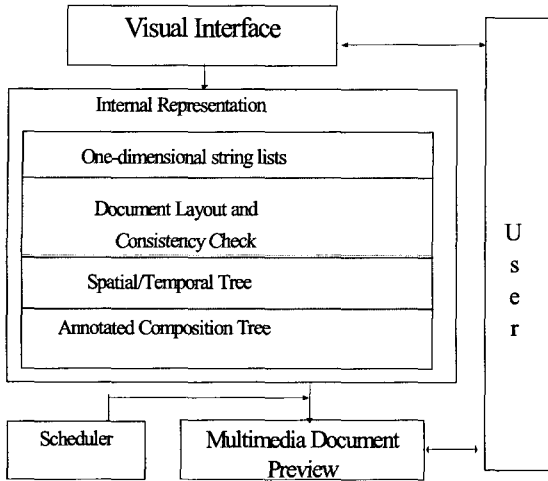 Visual Interface
Internal Representation
One-dimensional string lists
Document Layout and
Consistency Check
Spatial/Temporal Tree
Annotated Composition Tree
Scheduler
Multimedia Document
Preview
U
s
e
r